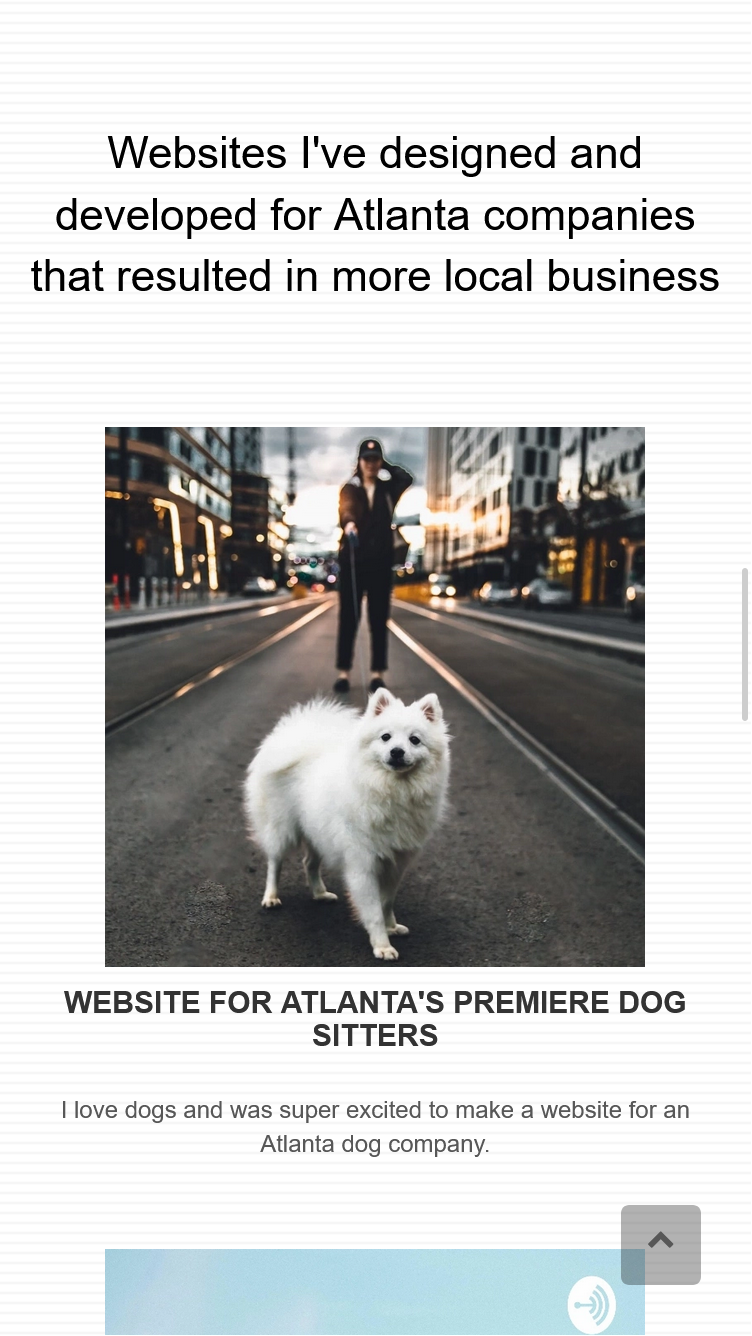 Websites I've designed and
developed for Atlanta companies
that resulted in more local business
WEBSITE FOR ATLANTA'S PREMIERE DOG
SITTERS
I love dogs and was super excited to make a website for an
Atlanta dog company.